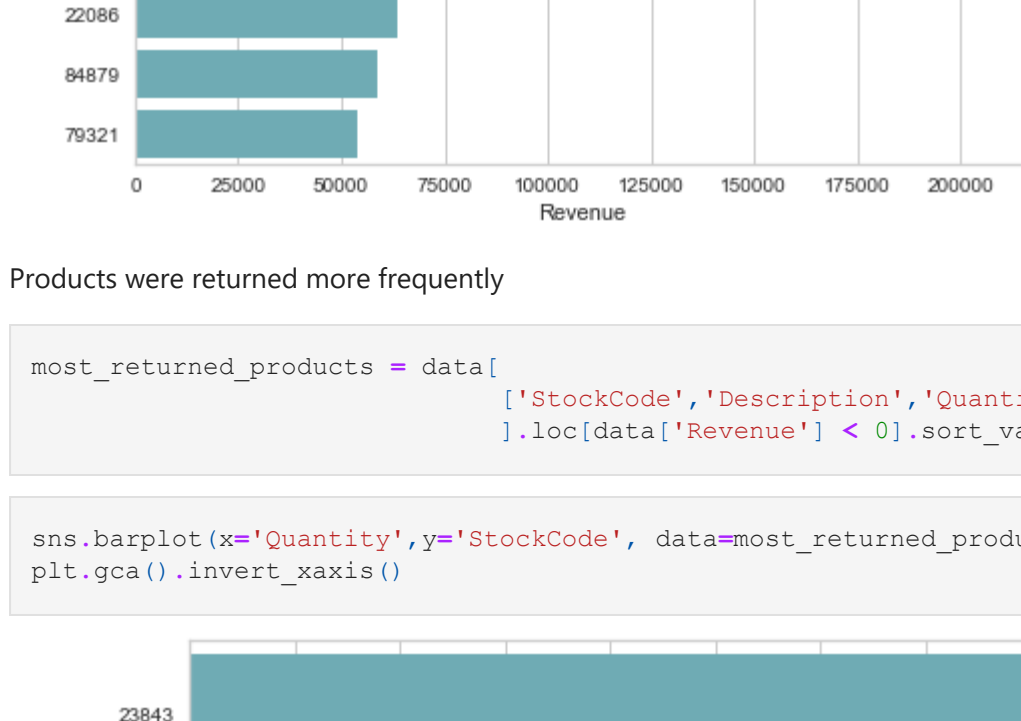 22086
84879
79321
0 25000 50000 75000 100000 125000 150000 175000 200000
Revenue
Products were returned more frequently
most_returned_products = data[
['StockCode','Description','Quanti
].loc[data['Revenue'] < 0].sort_va
sns.barplot(x='Quantity',y='StockCode', data=most_returned_produ
plt.gca().invert_xaxis()
23843